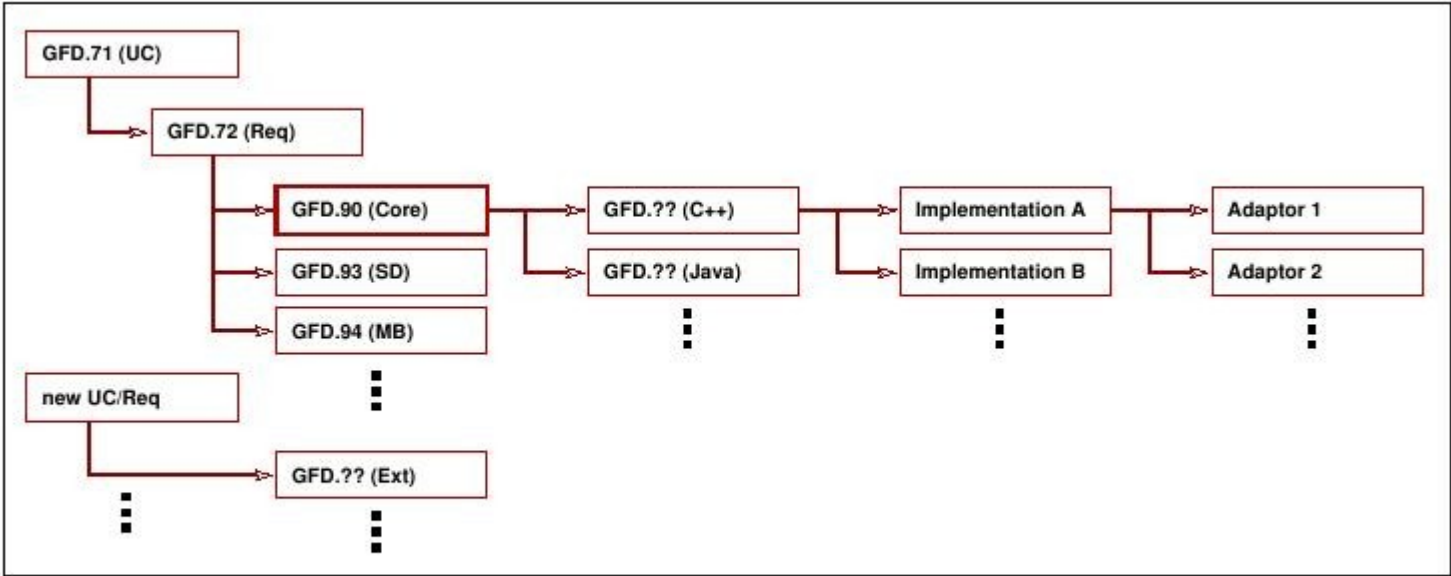 GFD.71 (UC)
GFD.72 (Req)
GFD.90 (Core)
GFD.?? (C++)
Implementation A
Adaptor 1
GFD.93 (SD)
GFD.?? (Java)
Implementation B
Adaptor 2
GFD.94 (MB)
new UC/Req
GFD.?? (Ext)